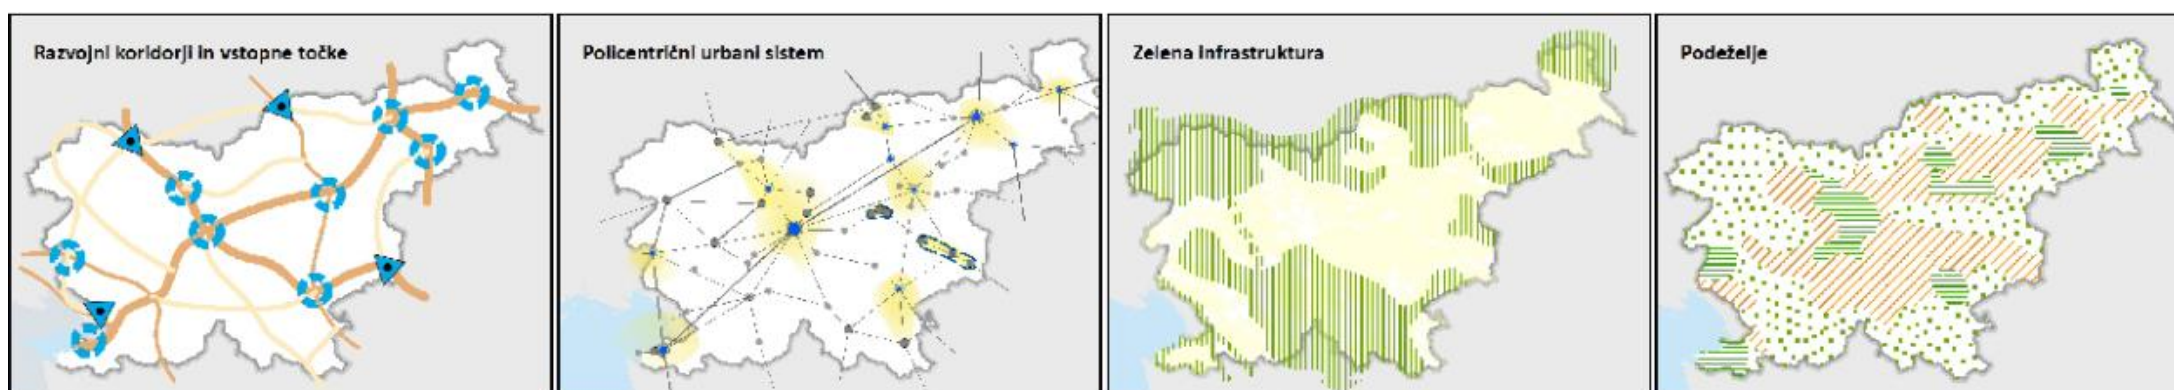 Razvojni koridorji in vstopne točke
Policentrični urbani sistem
Zelena infrastruktura
Podeželje